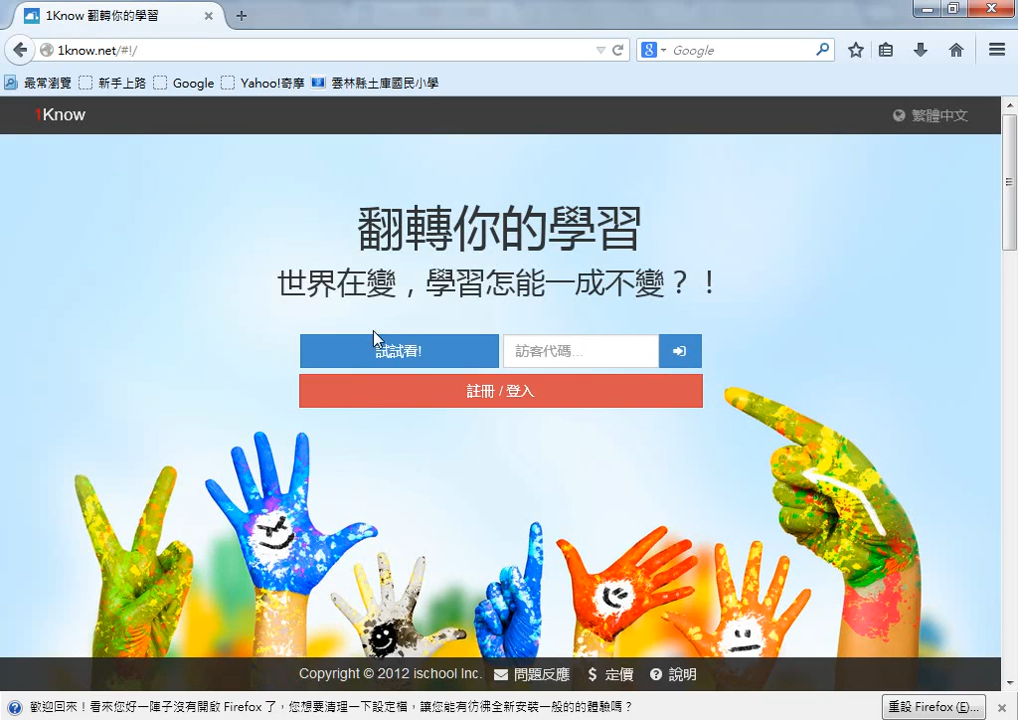 1Know 翻轉你的學習
1know.net/#!/
Google
最常瀏覽 新手上路 Google Yahoo!奇摩 雲林縣土庫國民小學
1Know
繁體中文
翻轉你的學習
世界在變，學習怎能一成不變？！
試試看!
訪客代碼...
註冊 / 登入
Copyright © 2012 ischool Inc. 問題反應 $ 定價 說明
歡迎回來！看來您好一陣子沒有開啟 Firefox 了，您想要清理一下設定檔，讓您能有彷彿全新安裝一般的的體驗嗎？
重設 Firefox (E)...